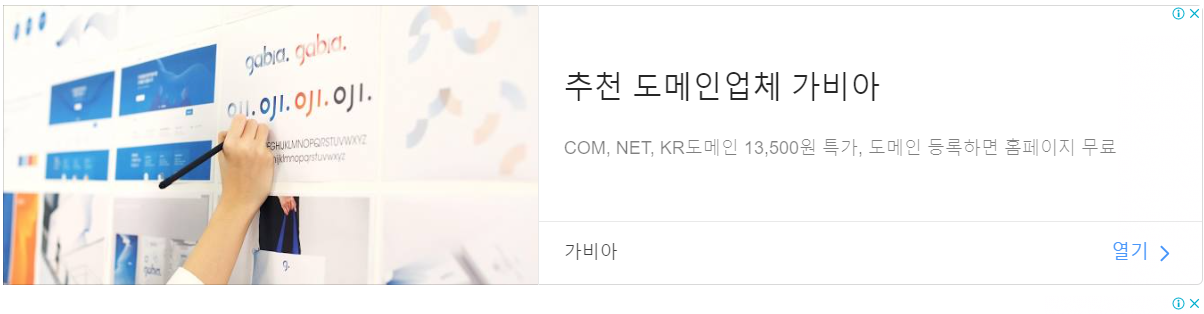 gabia. gabia.
OJI. OJI. OJI. OJI.
추천 도메인업체 가비아
COM, NET, KR도메인 13,500원 특가, 도메인 등록하면 홈페이지 무료
가비아
열기